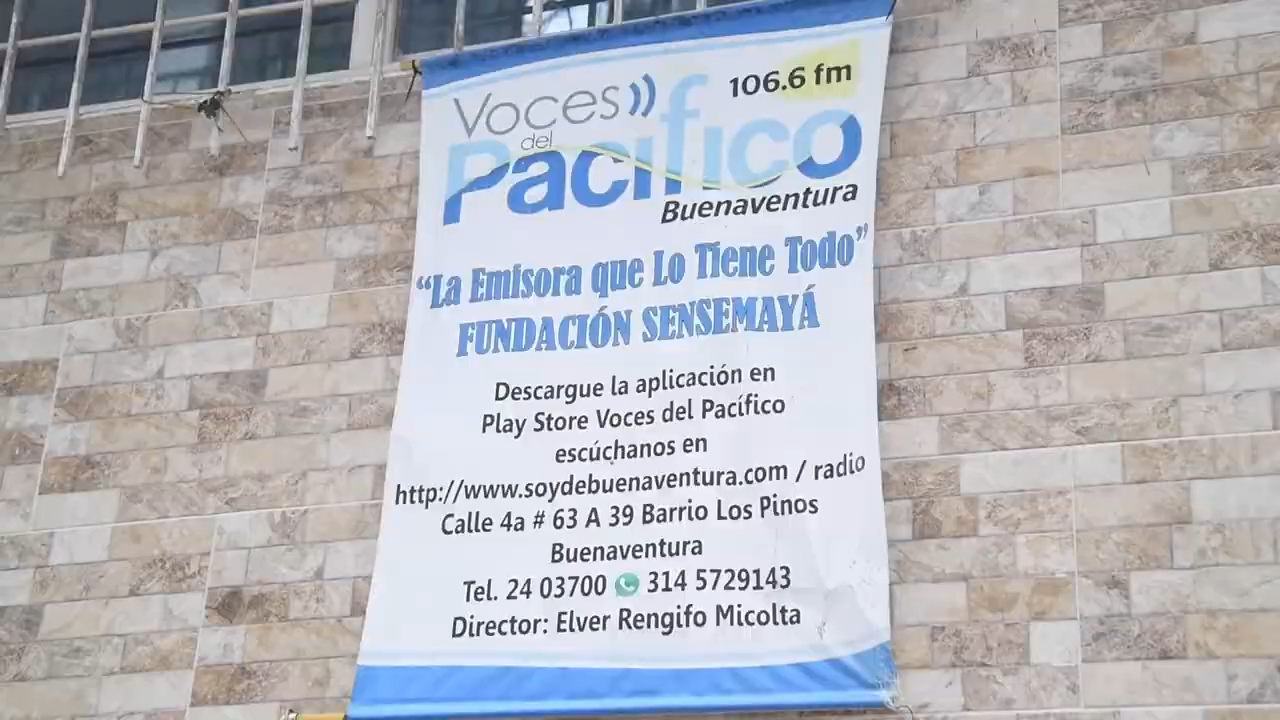 Voces 106.6 fm
del
Pacífico
Buenaventura
“La Emisora que Lo Tiene Todo”
FUNDACIÓN SENSEMAYÁ
Descargue la aplicación en
Play Store Voces del Pacífico
escúchanos en
http://www.soydebuenaventura.com / radio
Calle 4a # 63 A 39 Barrio Los Pinos
Buenaventura
Tel. 24 03700 314 5729143
Director: Elver Rengifo Micolta